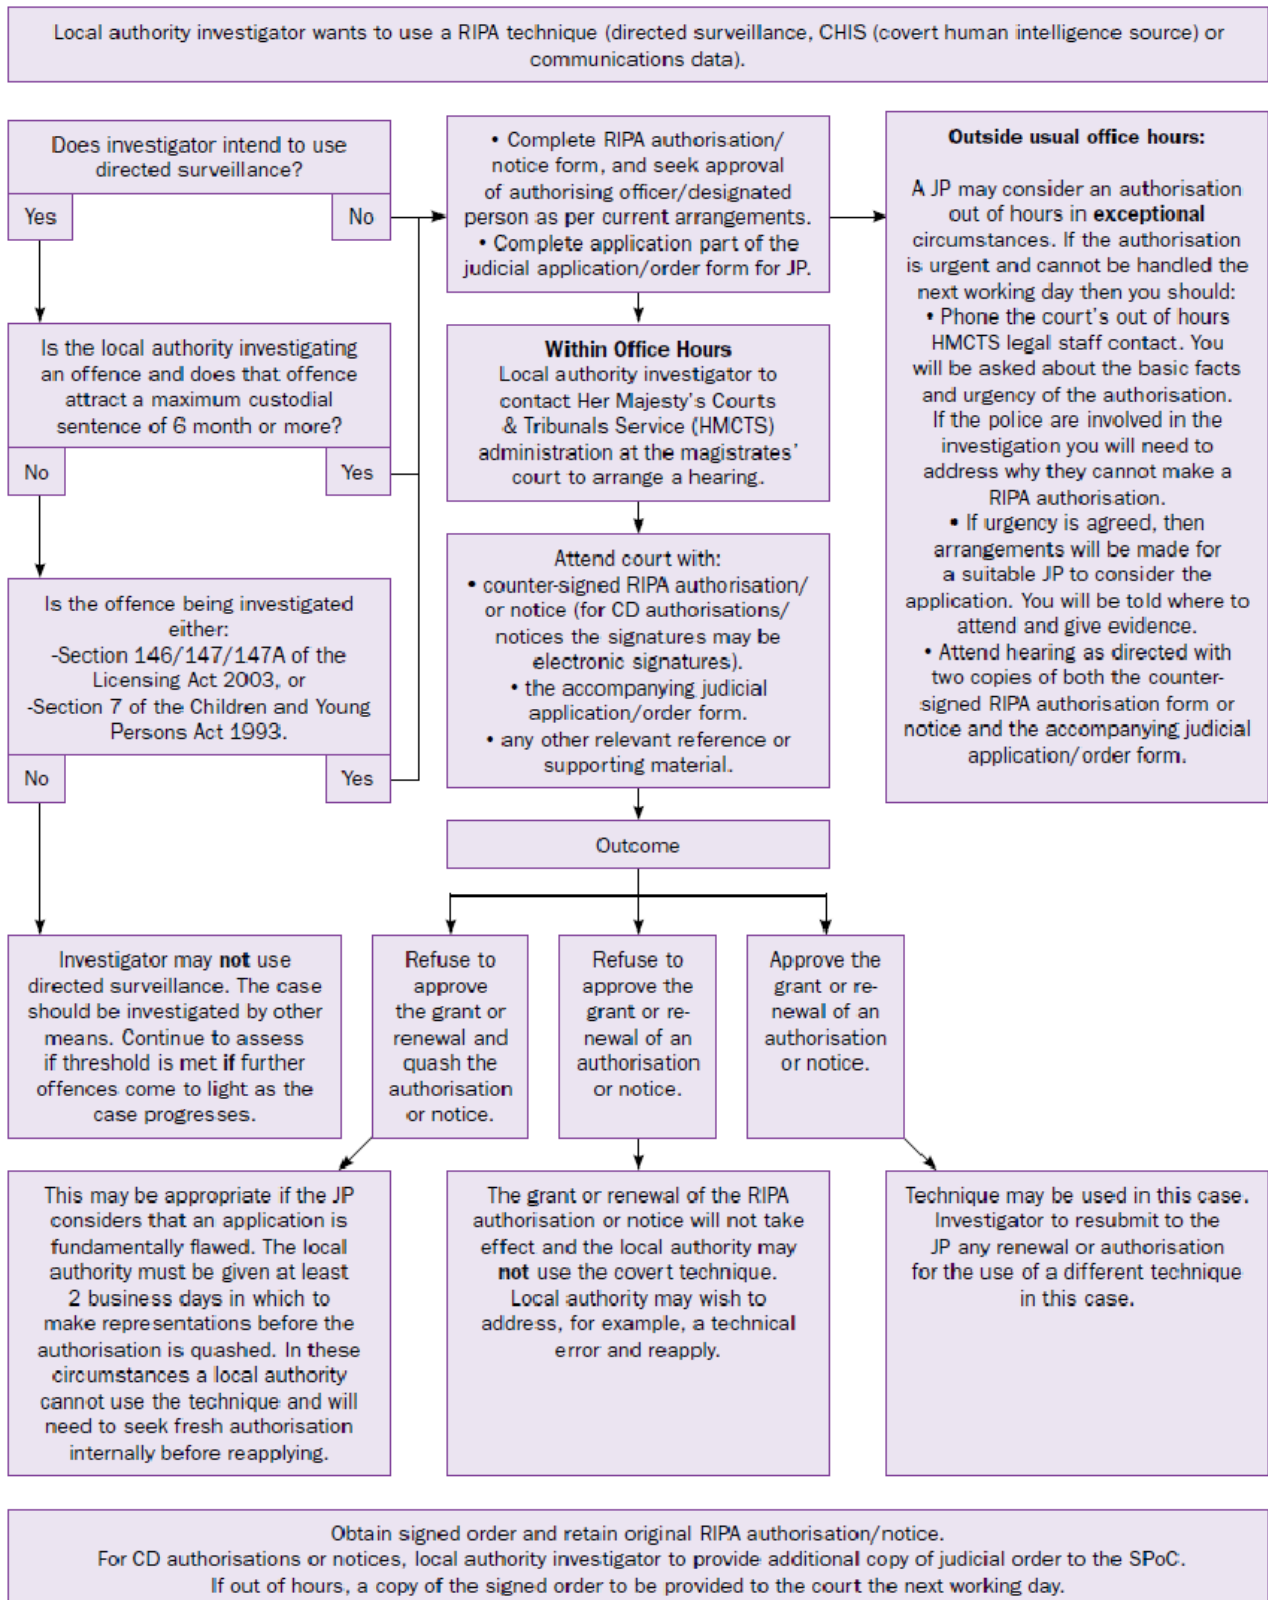 Local authority investigator wants to use a RIPA technique (directed surveillance, CHIS (covert human intelligence source) or
communications data).
Does investigator intend to use
directed surveillance?
Yes
No
Is the local authority investigating
an offence and does that offence
attract a maximum custodial
sentence of 6 month or more?
No
Yes
Is the offence being investigated
either:
-Section 146/147/147A of the
Licensing Act 2003, or
-Section 7 of the Children and Young
Persons Act 1993.
No
Yes
Investigator may not use
directed surveillance. The case
should be investigated by other
means. Continue to assess
if threshold is met if further
offences come to light as the
case progresses.
• Complete RIPA authorisation/
notice form, and seek approval
of authorising officer/designated
person as per current arrangements.
• Complete application part of the
judicial application/order form for JP.
Within Office Hours
Local authority investigator to
contact Her Majesty's Courts
& Tribunals Service (HMCTS)
administration at the magistrates'
court to arrange a hearing.
Attend court with:
• counter-signed RIPA authorisation/
or notice (for CD authorisations/
notices the signatures may be
electronic signatures).
• the accompanying judicial
application/order form.
• any other relevant reference or
supporting material.
Outside usual office hours:
A JP may consider an authorisation
out of hours in exceptional
circumstances. If the authorisation
is urgent and cannot be handled the
next working day then you should:
• Phone the court's out of hours
HMCTS legal staff contact. You
will be asked about the basic facts
and urgency of the authorisation.
If the police are involved in the
investigation you will need to
address why they cannot make a
RIPA authorisation.
• If urgency is agreed, then
arrangements will be made for
a suitable JP to consider the
application. You will be told where to
attend and give evidence.
• Attend hearing as directed with
two copies of both the counter-
signed RIPA authorisation form or
notice and the accompanying judicial
application/order form.
Outcome
Refuse to
approve
the grant or
renewal and
quash the
authorisation
or notice.
Refuse to
approve the
grant or re-
newal of an
authorisation
or notice.
Approve the
grant or re-
newal of an
authorisation
or notice.
This may be appropriate if the JP
considers that an application is
fundamentally flawed. The local
authority must be given at least
2 business days in which to
make representations before the
authorisation is quashed. In these
circumstances a local authority
cannot use the technique and will
need to seek fresh authorisation
internally before reapplying.
The grant or renewal of the RIPA
authorisation or notice will not take
effect and the local authority may
not use the covert technique.
Local authority may wish to
address, for example, a technical
error and reapply.
Technique may be used in this case.
Investigator to resubmit to the
JP any renewal or authorisation
for the use of a different technique
in this case.
Obtain signed order and retain original RIPA authorisation/notice.
For CD authorisations or notices, local authority investigator to provide additional copy of judicial order to the SPoC.
If out of hours, a copy of the signed order to be provided to the court the next working day.